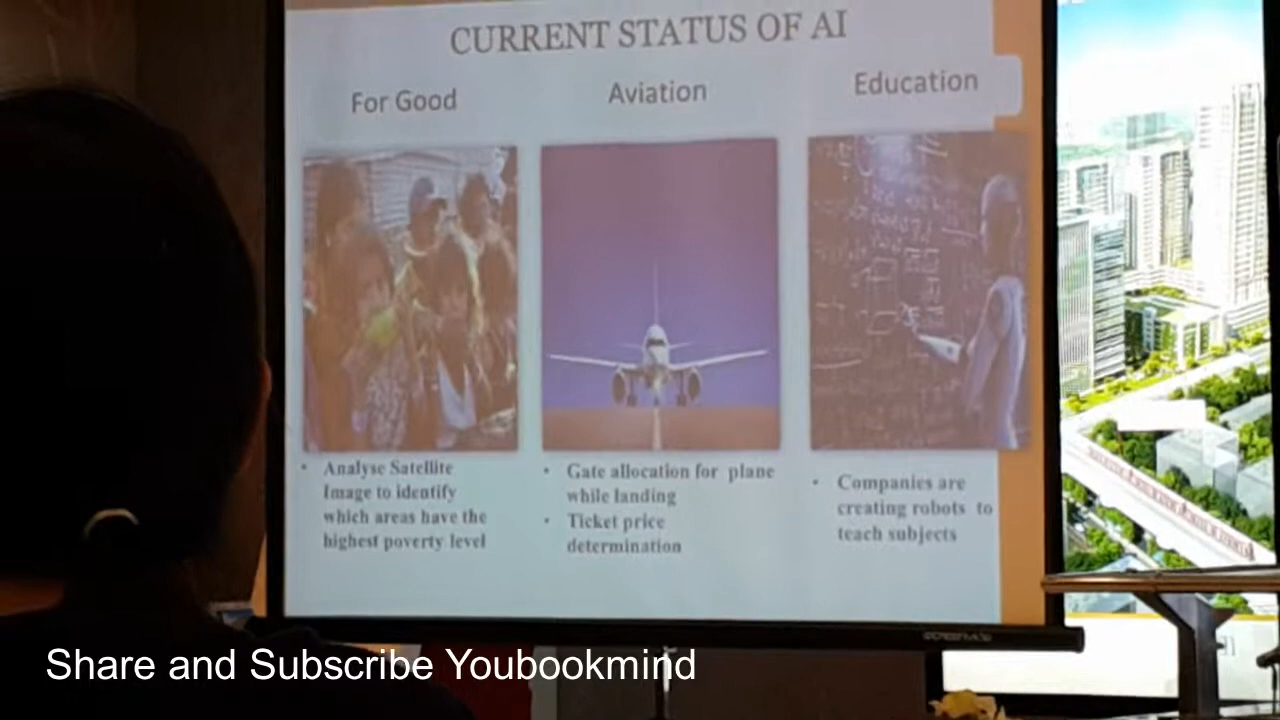 CURRENT STATUS OF AI
For Good
Aviation
Education
• Analyse Satellite
Image to identify
which areas have the
highest poverty level
• Gate allocation for plane
while landing
• Ticket price
determination
• Companies are
creating robots to
teach subjects
Share and Subscribe Youbookmind